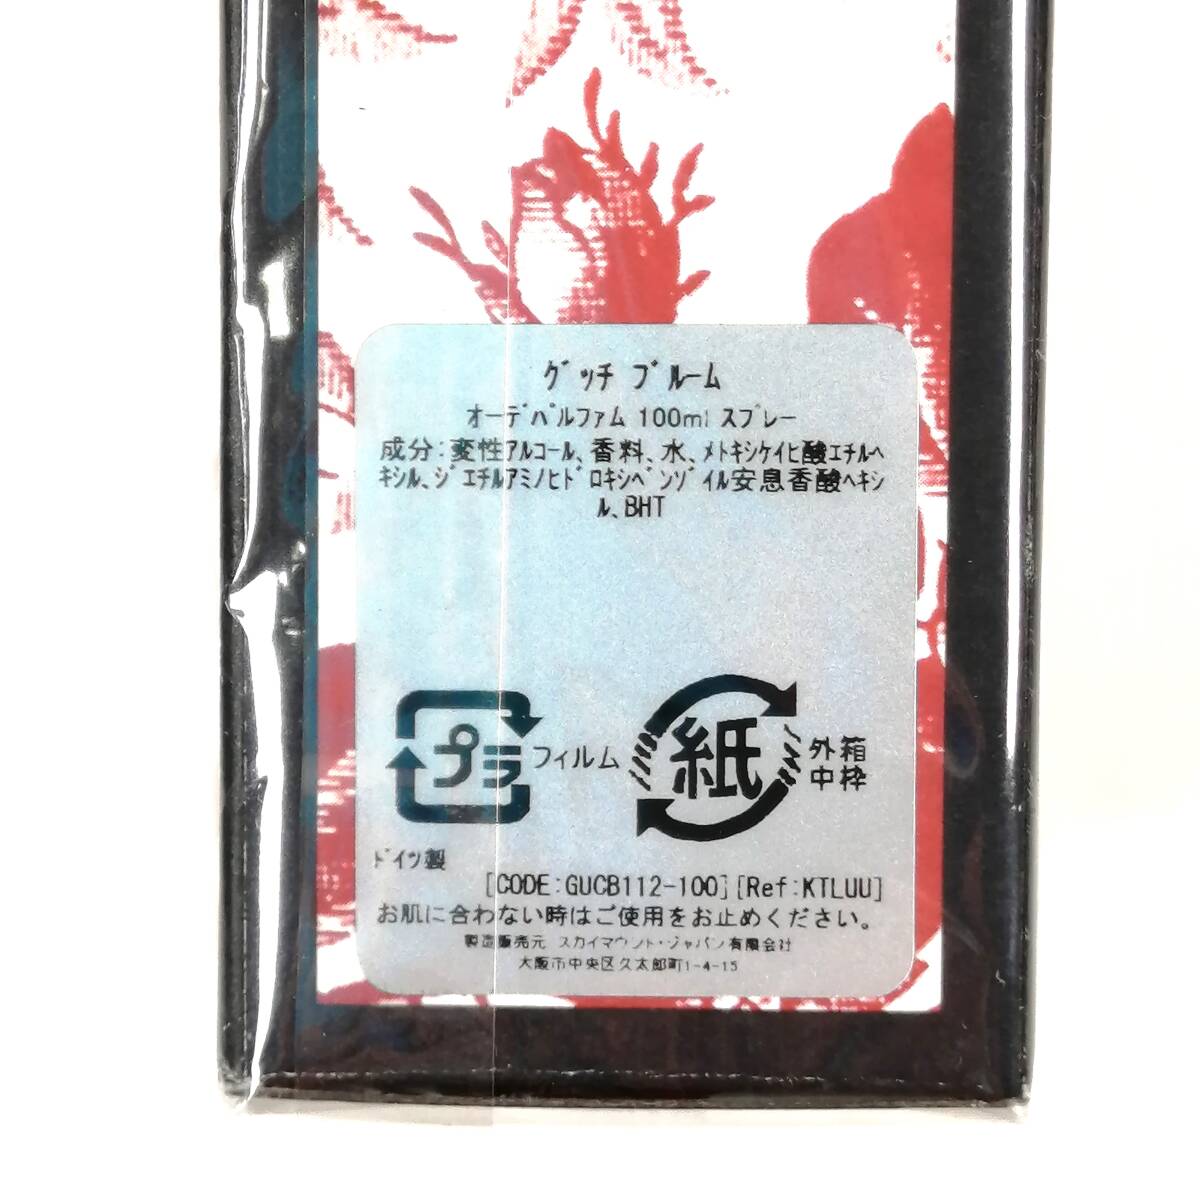 グッチ ブルーム
オーデパルファム 100ml スプレー
成分:変性アルコール、香料、水、メトキシケイヒ酸エチルヘ
キシル、ジエチルアミノヒドロキシベンゾイル安息香酸ヘキシ
ル、BHT
プラ フィルム
紙 外箱
中枠
ドイツ製
[CODE:GUCB112-100][Ref:KTLUU]
お肌に合わない時はご使用をお止めください。
製造販売元 スカイマウント・ジャパン有限会社
大阪市中央区久太郎町1-4-15